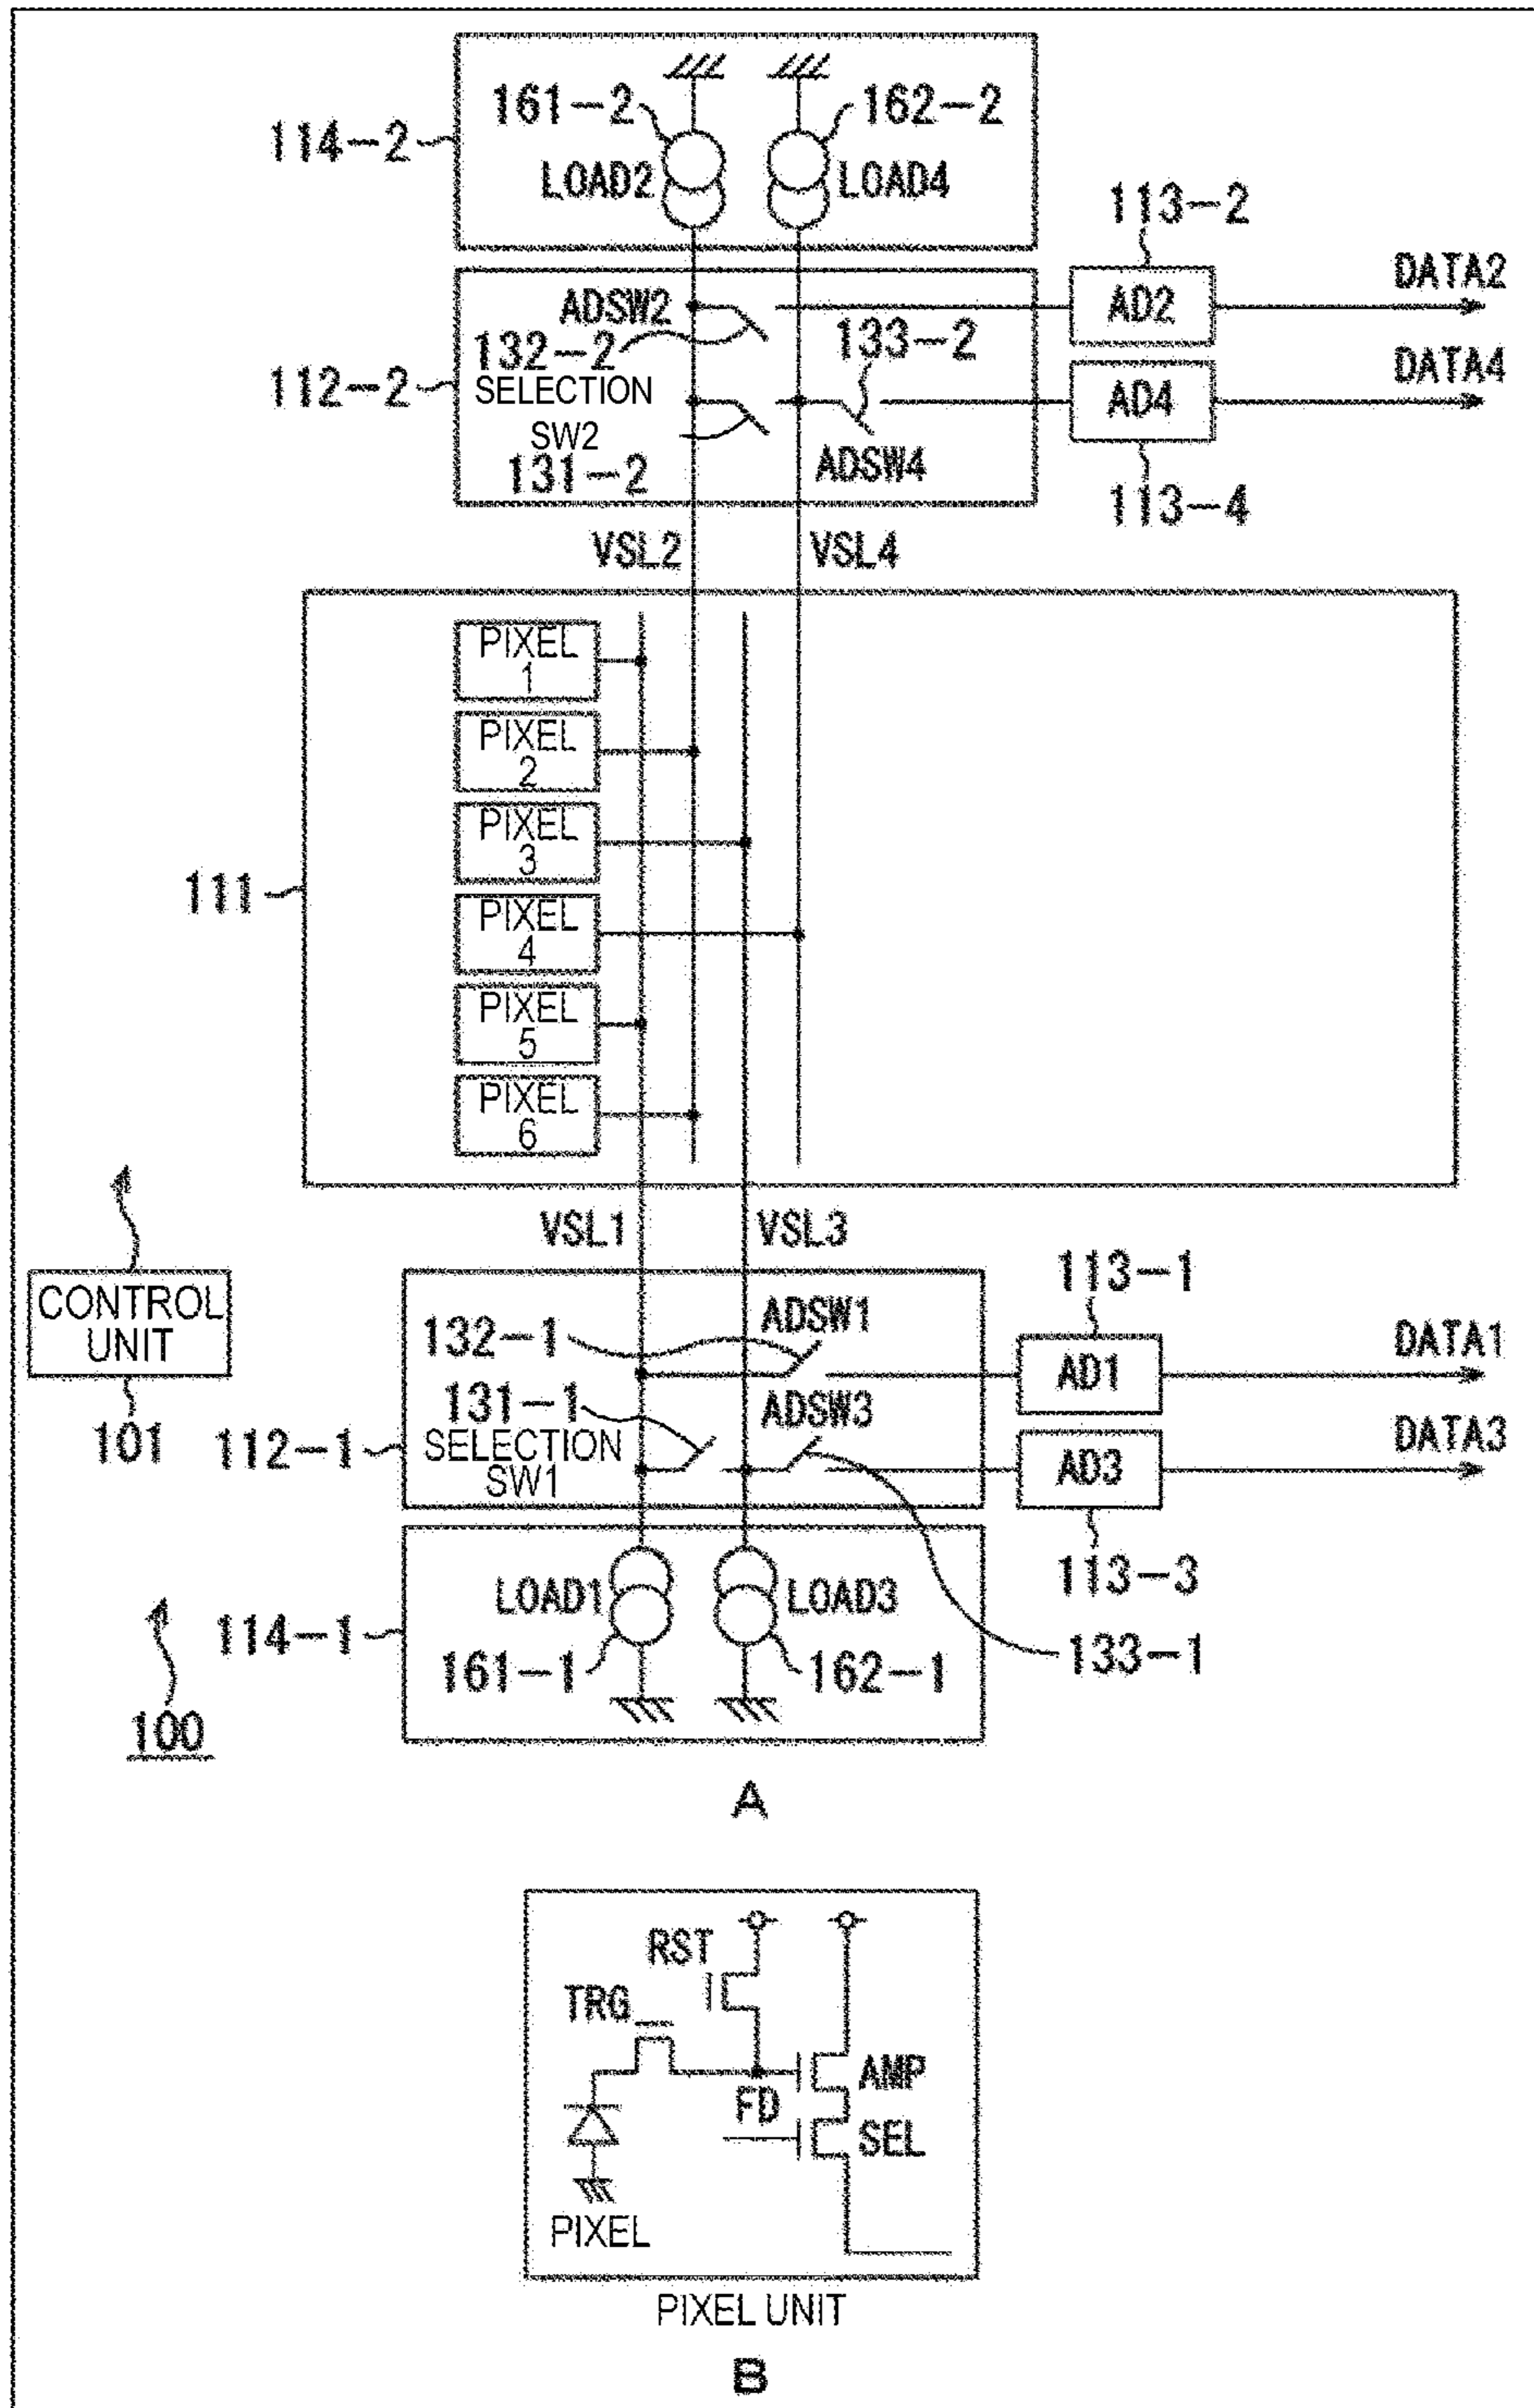 161-2
162-2
114-2
LOAD2
LOAD4
113-2
DATA2
ADSW2
AD2
132-2
133-2
DATA4
112-2
SELECTION
SW2
AD4
131-2
ADSW4
113-4
VSL2
VSL4
PIXEL
1
PIXEL
2
PIXEL
3
111
PIXEL
4
PIXEL
5
PIXEL
6
VSL1
VSL3
113-1
CONTROL
UNIT
101
132-1
ADSW1
AD1
DATA1
131-1
ADSW3
112-1
SELECTION
SW1
AD3
DATA3
113-3
LOAD1
LOAD3
114-1
161-1
162-1
133-1
100
A
RST
TRG
AMP
FD
SEL
PIXEL
PIXEL UNIT
B